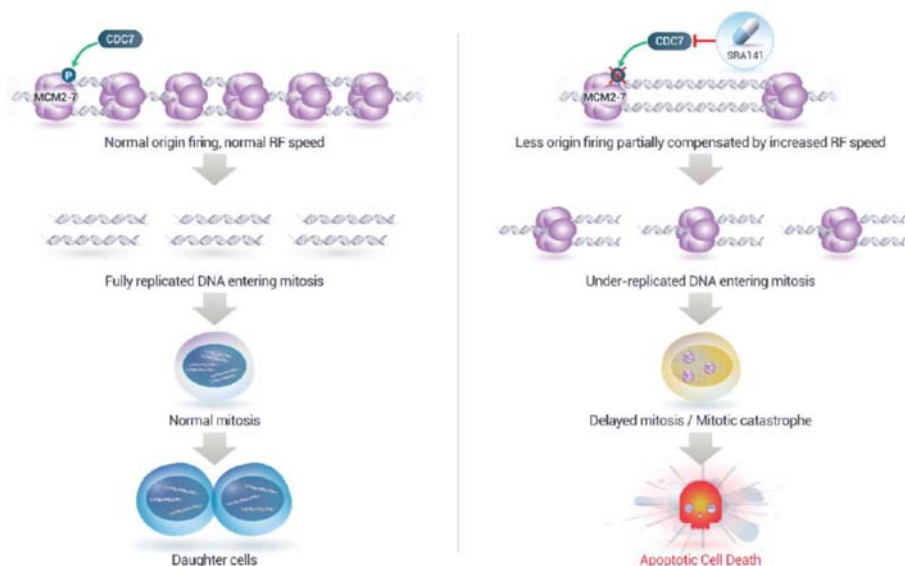 CDC7
P
MCM2-7
Normal origin firing, normal RF speed
Fully replicated DNA entering mitosis
Normal mitosis
Daughter cells
CDC7
SRA141
P
MCM2-7
Less origin firing partially compensated by increased RF speed
Under-replicated DNA entering mitosis
Delayed mitosis / Mitotic catastrophe
Apoptotic Cell Death